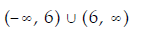 (-∞, 6) ∪ (6, ∞)